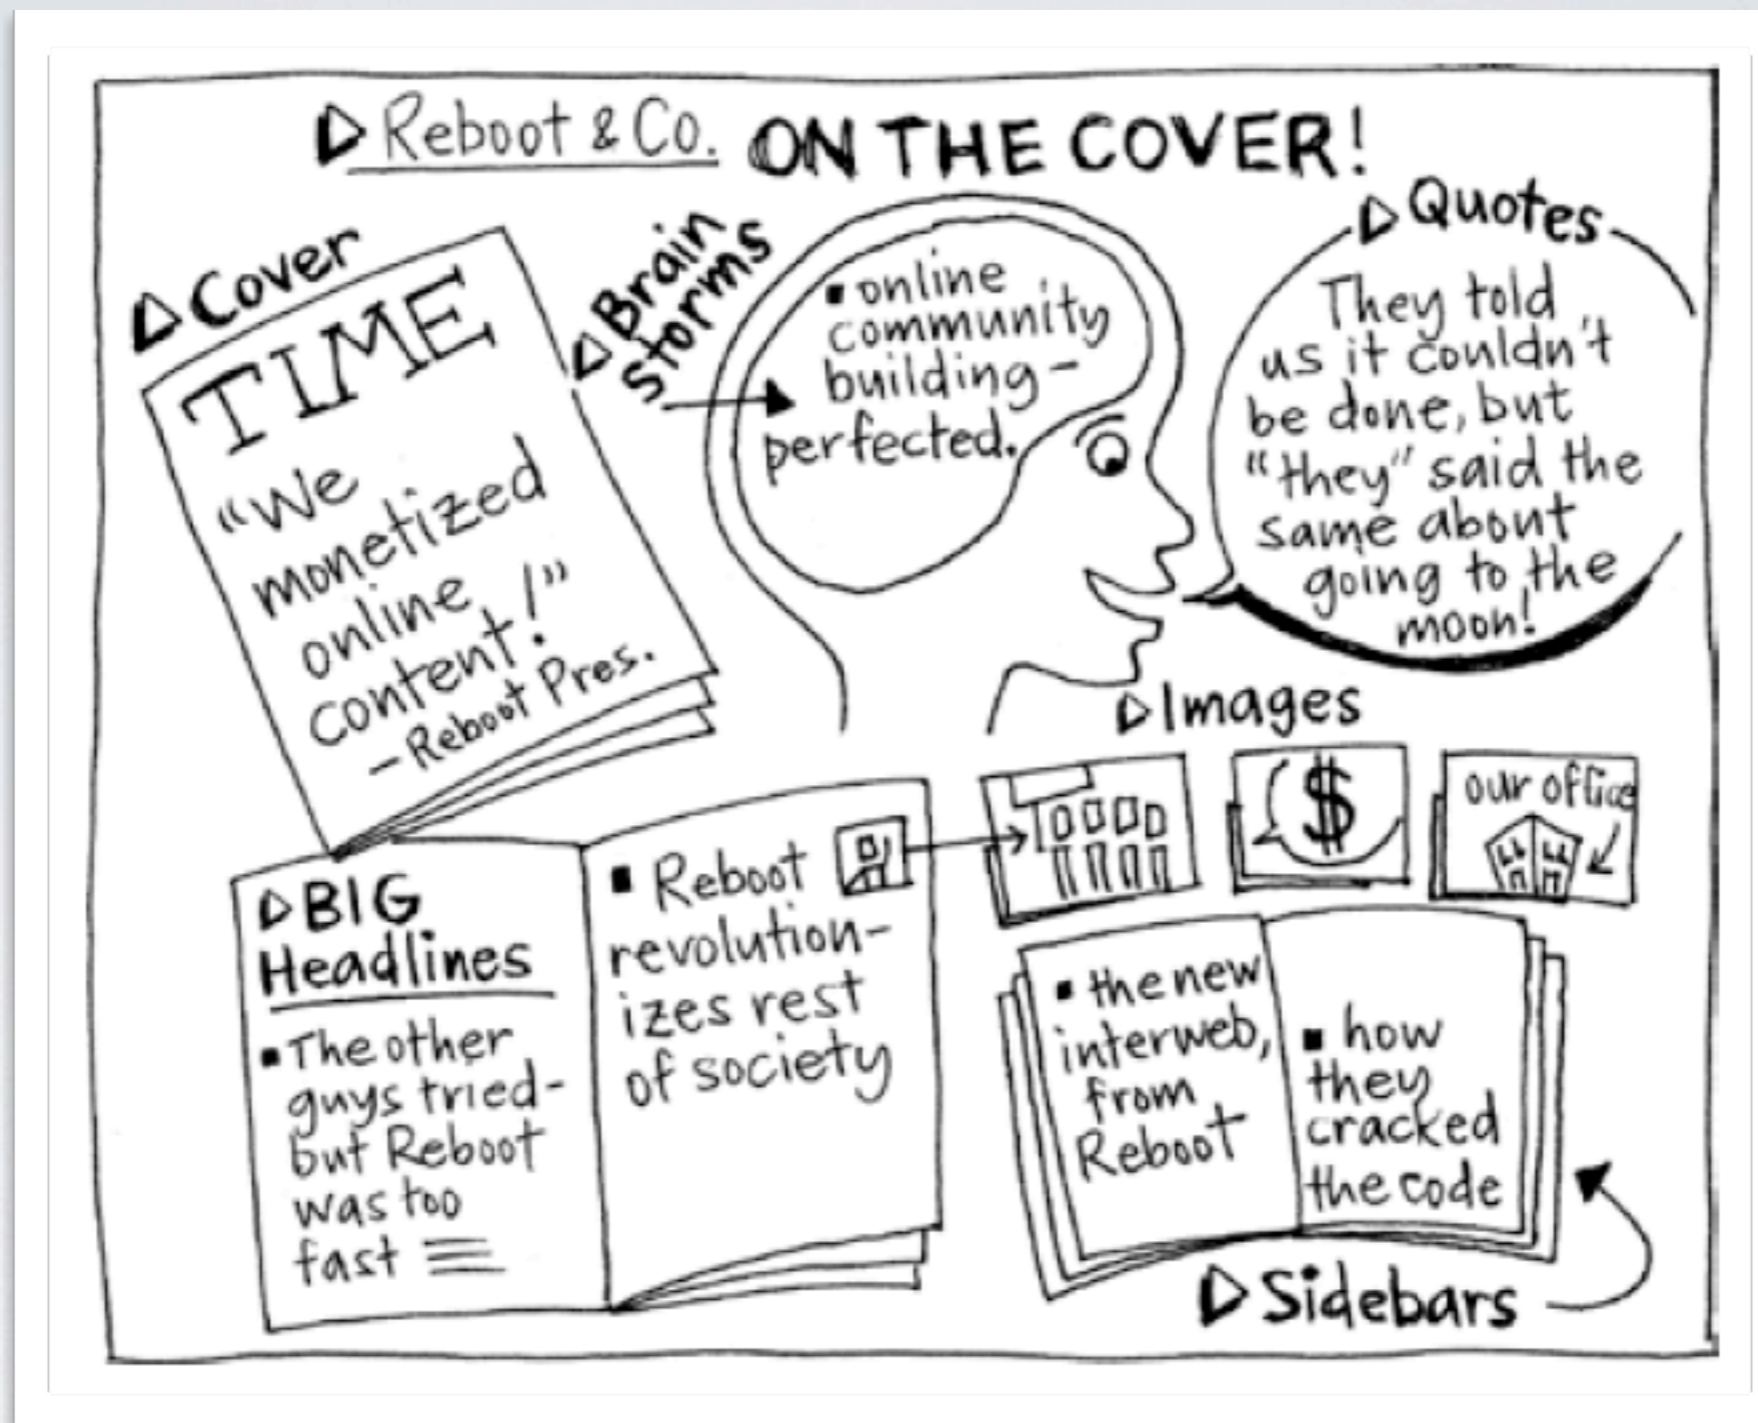 Reboot & Co. ON THE COVER!
Cover
TIME
"We
monetized
online
content!"
- Reboot Pres.
Brain
Storms
▪ online
community
building-
perfected.
Quotes
They told
us it couldn't
be done, but
"they" said the
same about
going to the
moon!
Images
$
our office
BIG
Headlines
▪ The other
guys tried-
but Reboot
was too
fast
▪ Reboot
revolution-
izes rest
of society
▪ the new
interweb,
from
Reboot
▪ how
they
cracked
the code
Sidebars